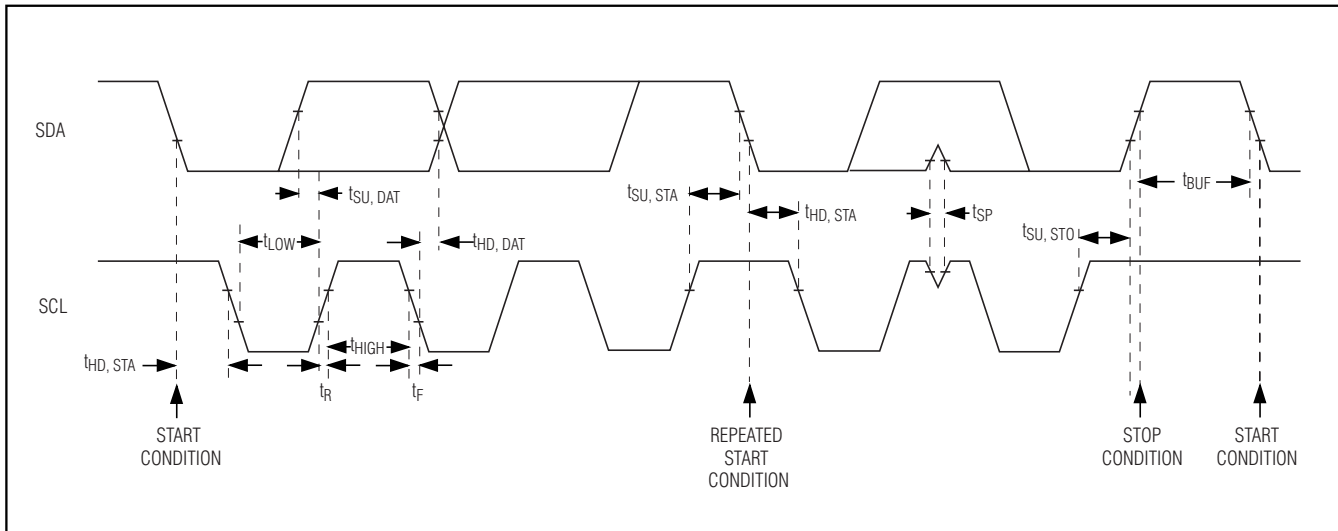 SDA
tSU, DAT
tSU, STA
tHD, STA
tSP
tBUF
tLOW
tHD, DAT
tSU, STO
SCL
tHIGH
tHD, STA
tR
tF
START
CONDITION
REPEATED
START
CONDITION
STOP
CONDITION
START
CONDITION